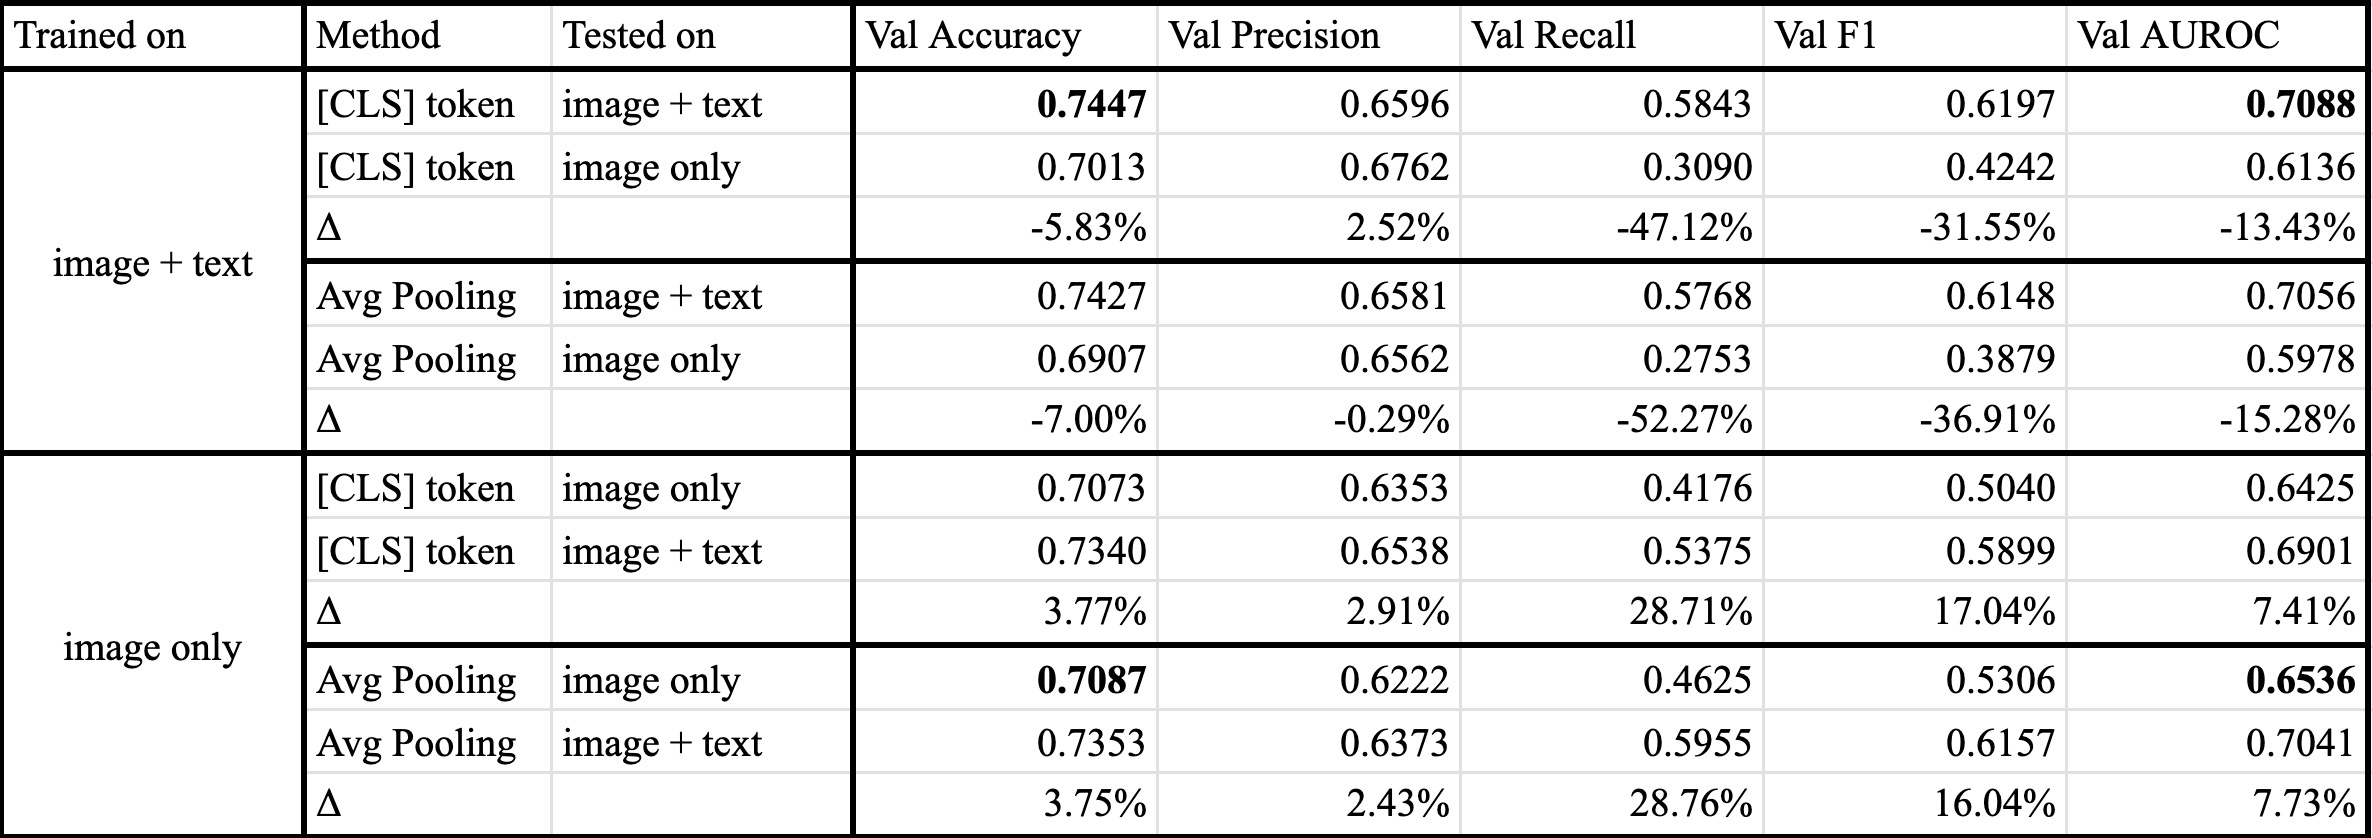 Trained on Method Tested on Val Accuracy Val Precision Val Recall Val F1 Val AUROC
image + text
[CLS] token image + text 0.7447 0.6596 0.5843 0.6197 0.7088
[CLS] token image only 0.7013 0.6762 0.3090 0.4242 0.6136
Δ -5.83% 2.52% -47.12% -31.55% -13.43%
Avg Pooling image + text 0.7427 0.6581 0.5768 0.6148 0.7056
Avg Pooling image only 0.6907 0.6562 0.2753 0.3879 0.5978
Δ -7.00% -0.29% -52.27% -36.91% -15.28%
image only
[CLS] token image only 0.7073 0.6353 0.4176 0.5040 0.6425
[CLS] token image + text 0.7340 0.6538 0.5375 0.5899 0.6901
Δ 3.77% 2.91% 28.71% 17.04% 7.41%
Avg Pooling image only 0.7087 0.6222 0.4625 0.5306 0.6536
Avg Pooling image + text 0.7353 0.6373 0.5955 0.6157 0.7041
Δ 3.75% 2.43% 28.76% 16.04% 7.73%